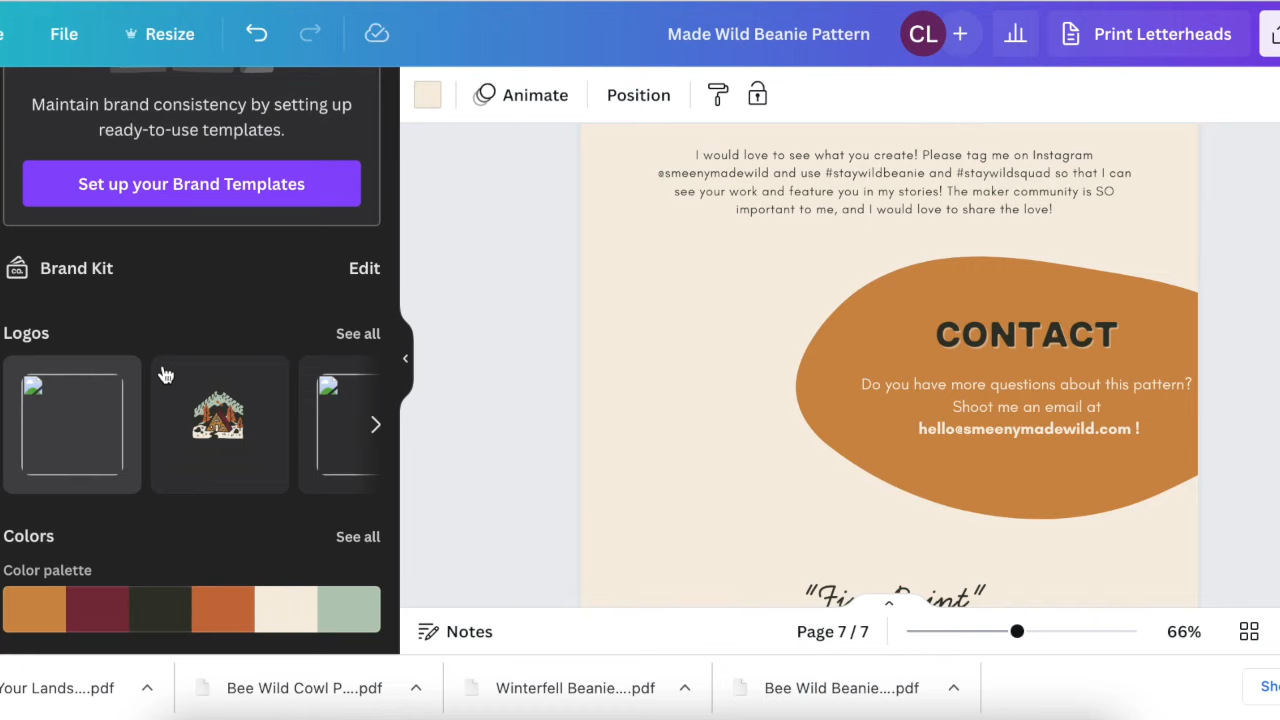 File
Resize
Made Wild Beanie Pattern
CL
+
Print Letterheads
Maintain brand consistency by setting up
ready-to-use templates.
Set up your Brand Templates
Animate
Position
I would love to see what you create! Please tag me on Instagram
@smeenymadewild and use #staywildbeanie and #staywildsquad so that I can
see your work and feature you in my stories! The maker community is SO
important to me, and I would love to share the love!
CO.
Brand Kit
Edit
Logos
See all
CONTACT
Do you have more questions about this pattern?
Shoot me an email at
hello@smeenymadewild.com !
Colors
See all
Color palette
Notes
Page 7 / 7
66%
Your Lands....pdf
Bee Wild Cowl P....pdf
Winterfell Beanie....pdf
Bee Wild Beanie....pdf